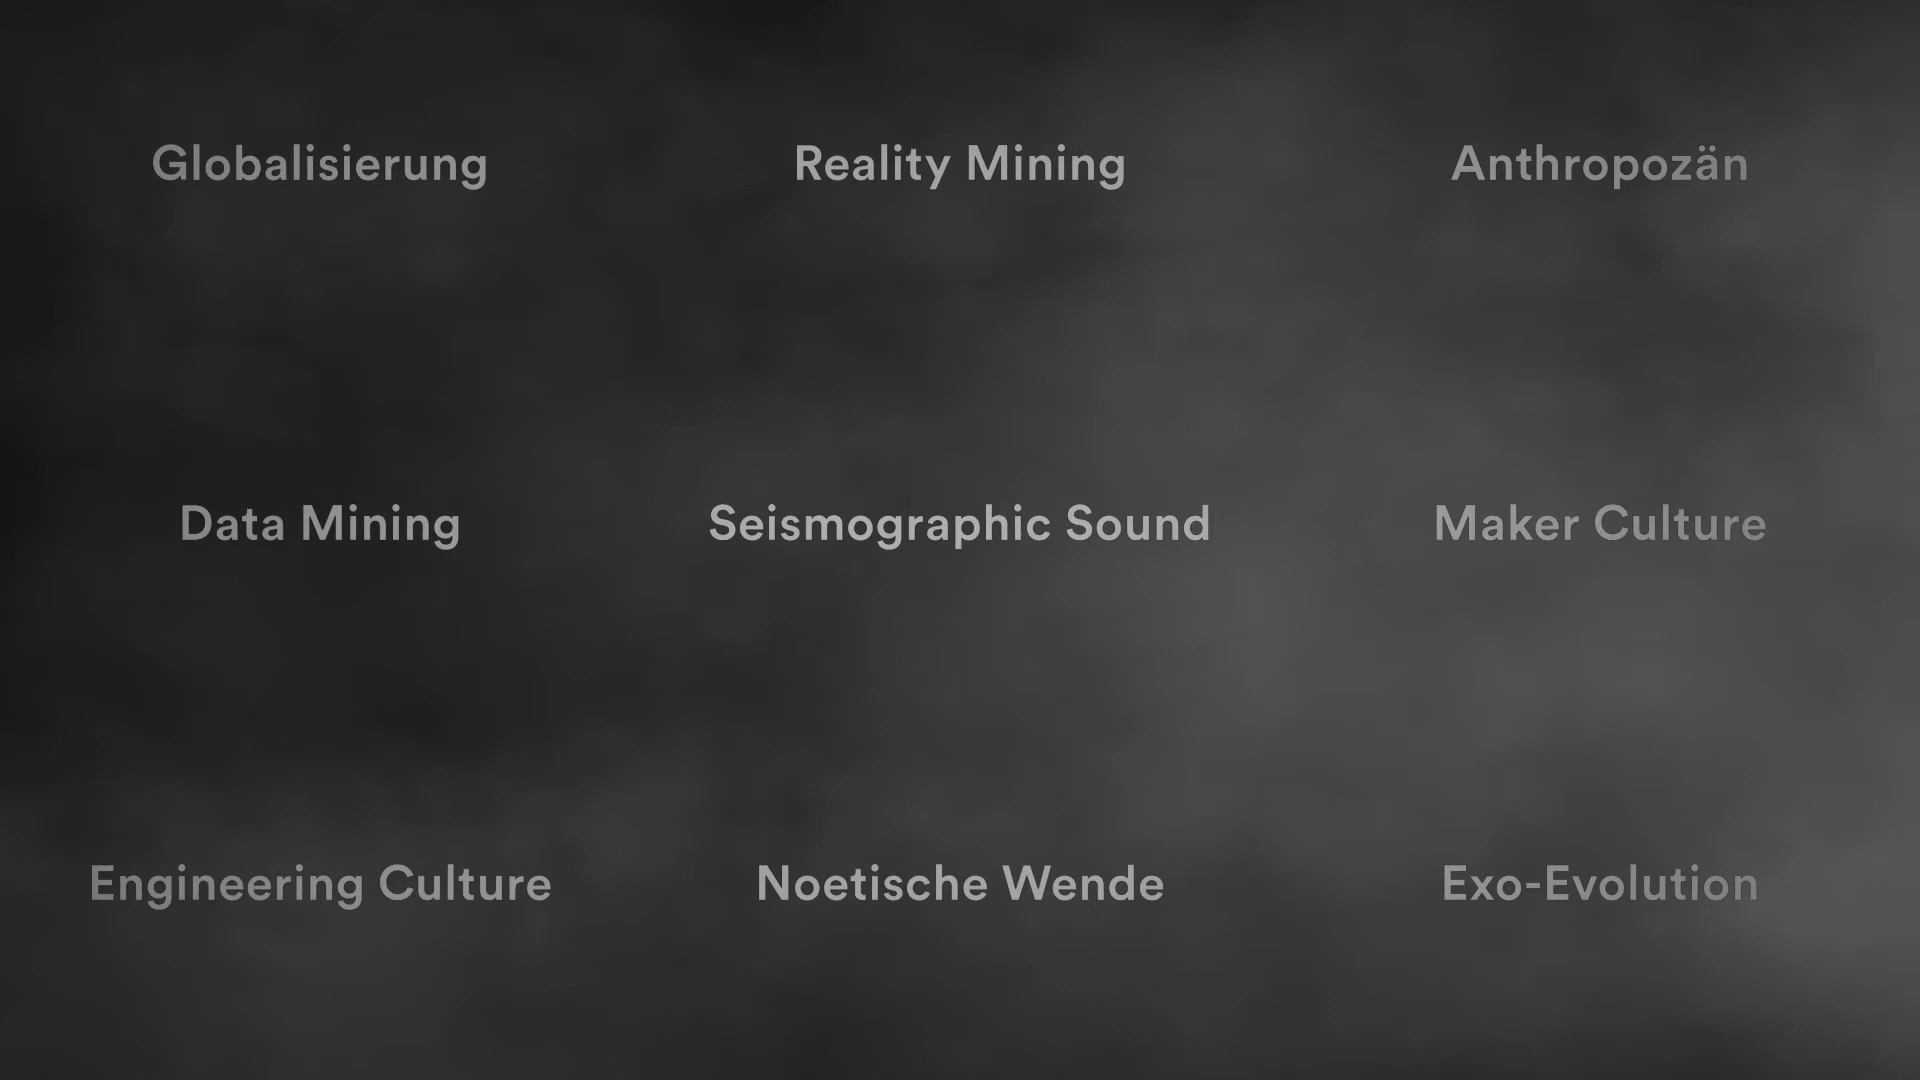 Globalisierung
Reality Mining
Anthropozän
Data Mining
Seismographic Sound
Maker Culture
Engineering Culture
Noetische Wende
Exo-Evolution